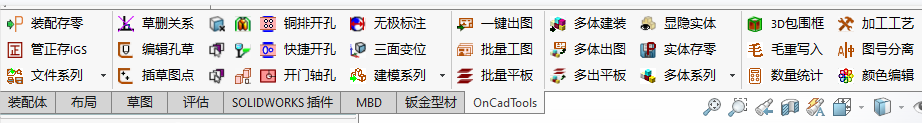 装配存零 草删关系 铜排开孔 无极标注 一键出图 多体建装 显隐实体 3D包围框 加工工艺
管正存IGS 编辑孔草 快捷开孔 三面变位 批量工图 多体出图 实体存零 毛重写入 图号分离
文件系列 插草图点 开门轴孔 建模系列 批量平板 多出平板 多体系列 数量统计 颜色编辑
装配体 布局 草图 评估 SOLIDWORKS 插件 MBD 钣金型材 OnCadTools